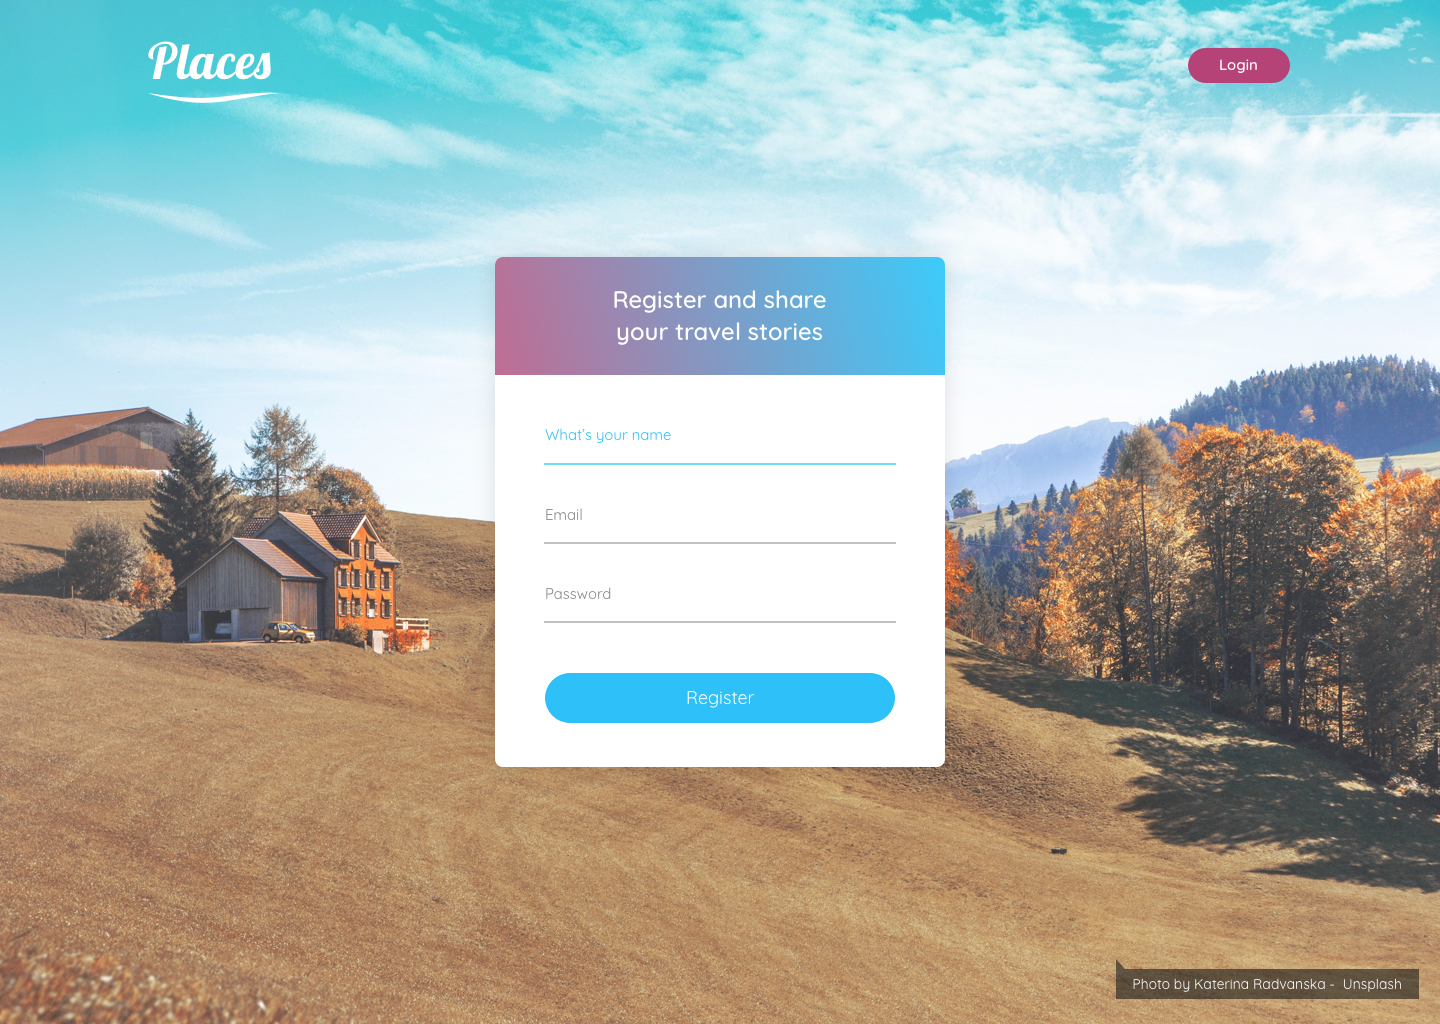 Places
Login
Register and share
your travel stories
What's your name
Email
Password
Register
Photo by Katerina Radvanska - Unsplash